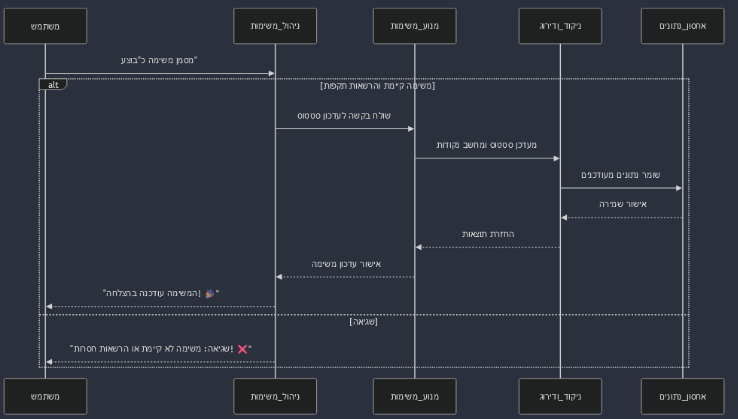 משתמש
ניהול_משימות
מנוע_משימות
ניקוד_ודירוג
אחסון_נתונים
מסמן משימה כ"בוצע"
alt
[משימה קיימת והרשאות תקפות]
שולח בקשה לעדכון סטטוס
מעדכן סטטוס ומחשב נקודות
שומר נתונים מעודכנים
אישור שמירה
החזרת תוצאות
אישור עדכון משימה
"המשימה עודכנה בהצלחה! 🎉"
[שגיאה]
"שגיאה: משימה לא קיימת או הרשאות חסרות! ❌"
משתמש
ניהול_משימות
מנוע_משימות
ניקוד_ודירוג
אחסון_נתונים